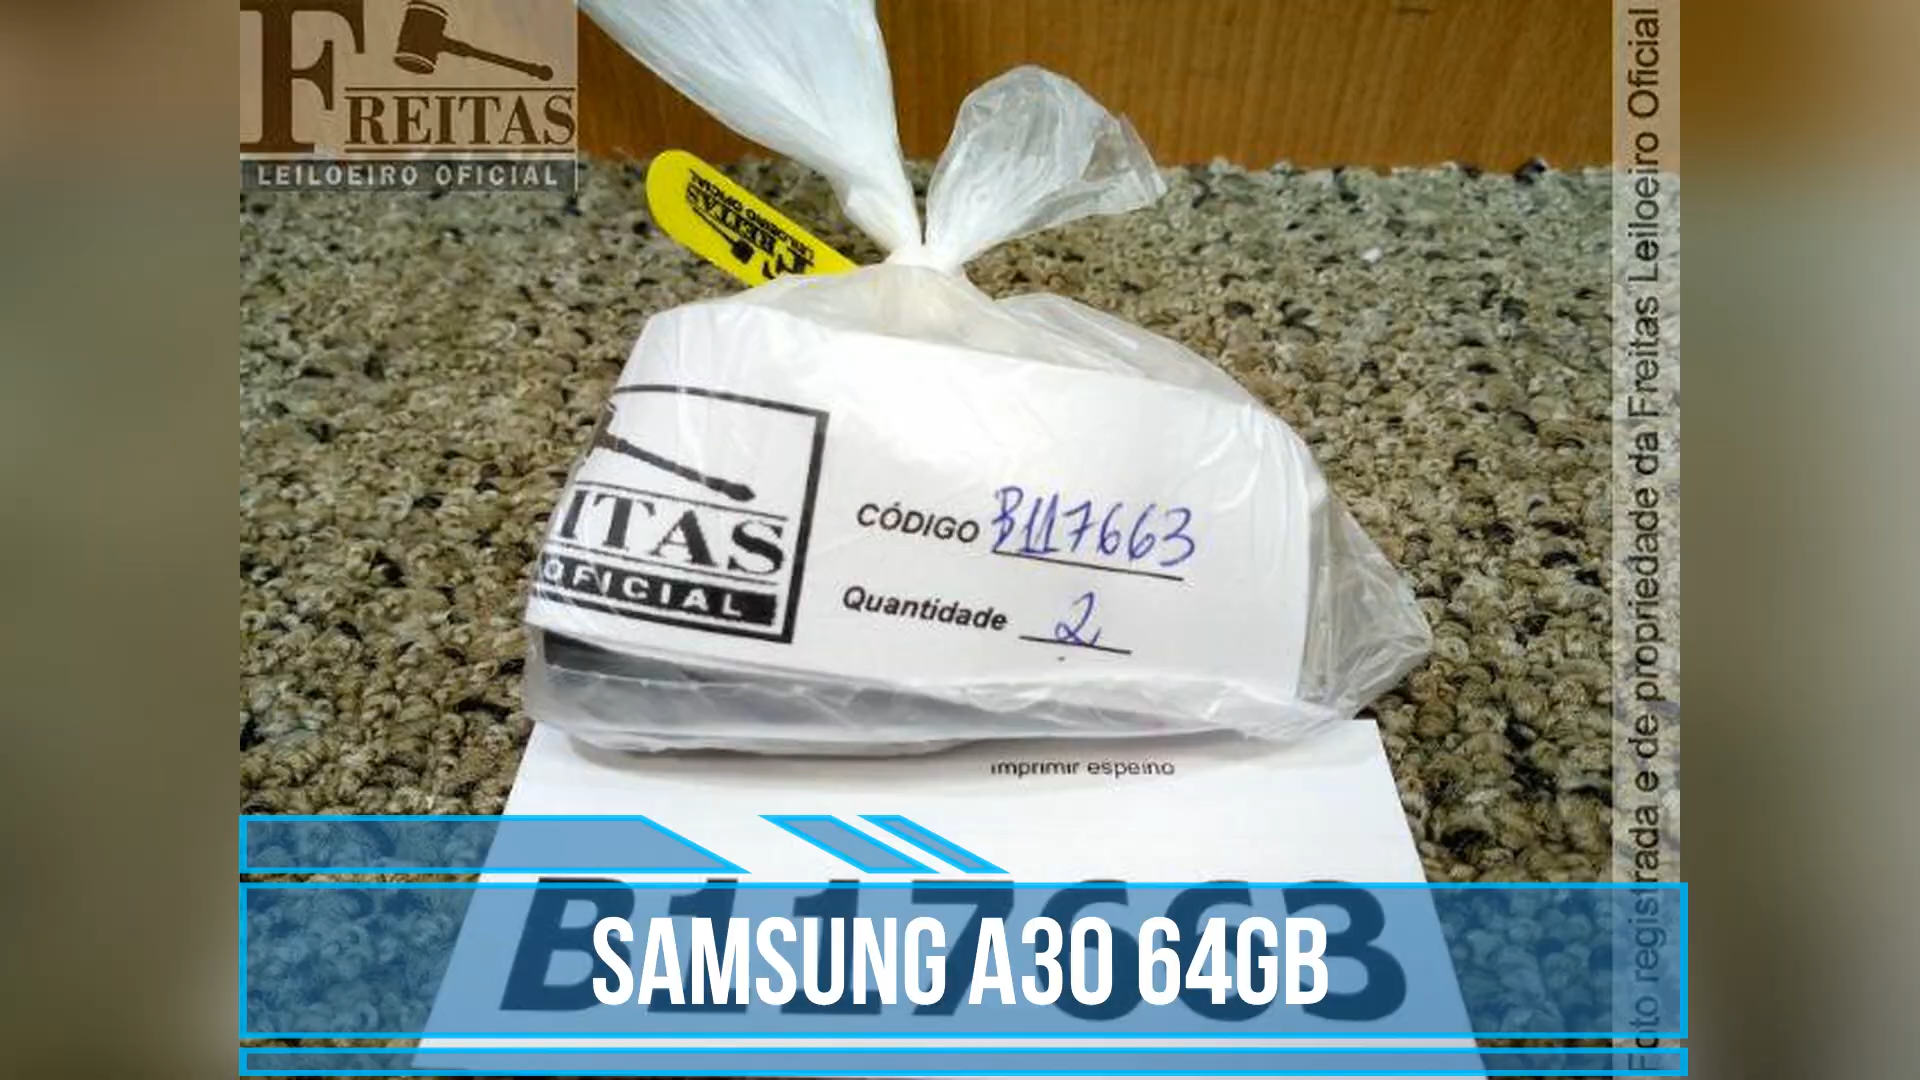 FREITAS
LEILOEIRO OFICIAL
FREITAS
LEILOEIRO OFICIAL
ITAS
OFICIAL
CÓDIGO B117663
Quantidade 2
imprimir espelho
B117663
SAMSUNG A30 64GB
Foto registrada e de propriedade da Freitas Leiloeiro Oficial